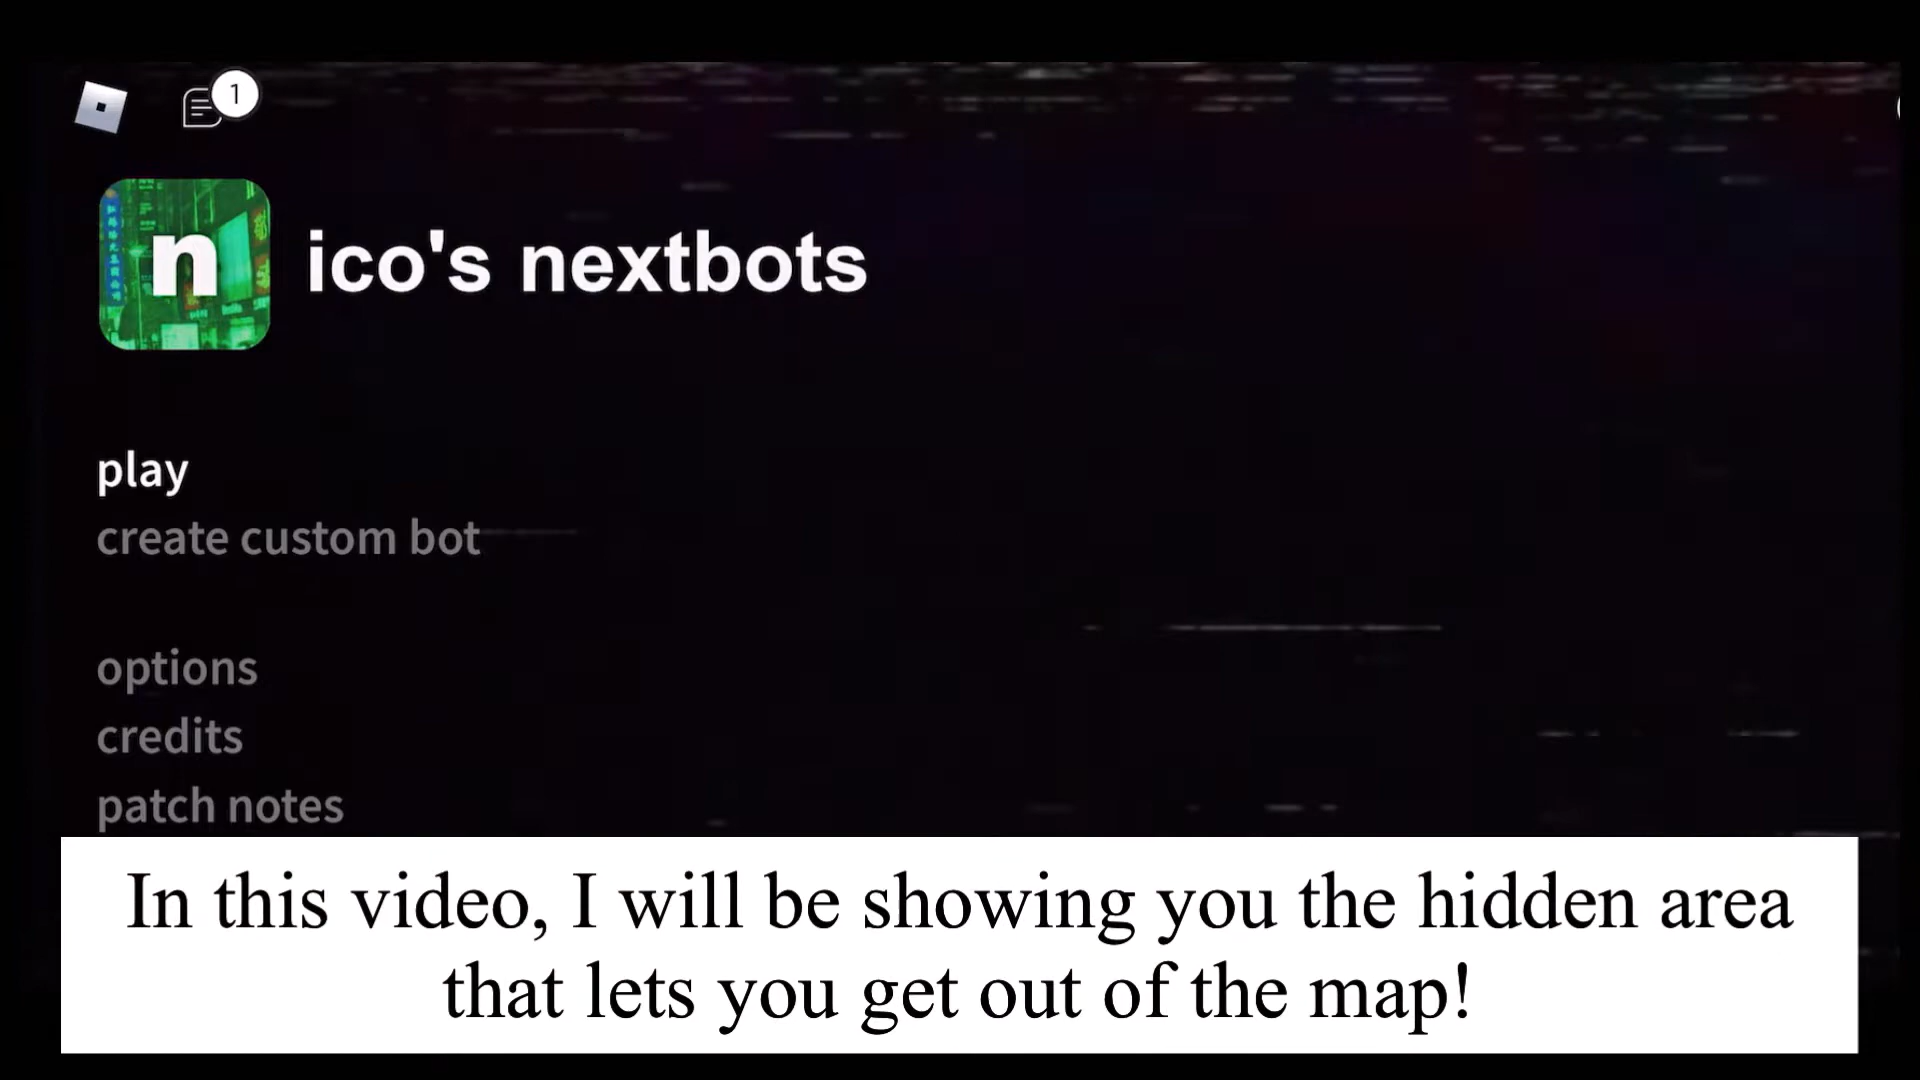 1
n ico's nextbots
play
create custom bot
options
credits
patch notes
In this video, I will be showing you the hidden area
that lets you get out of the map!